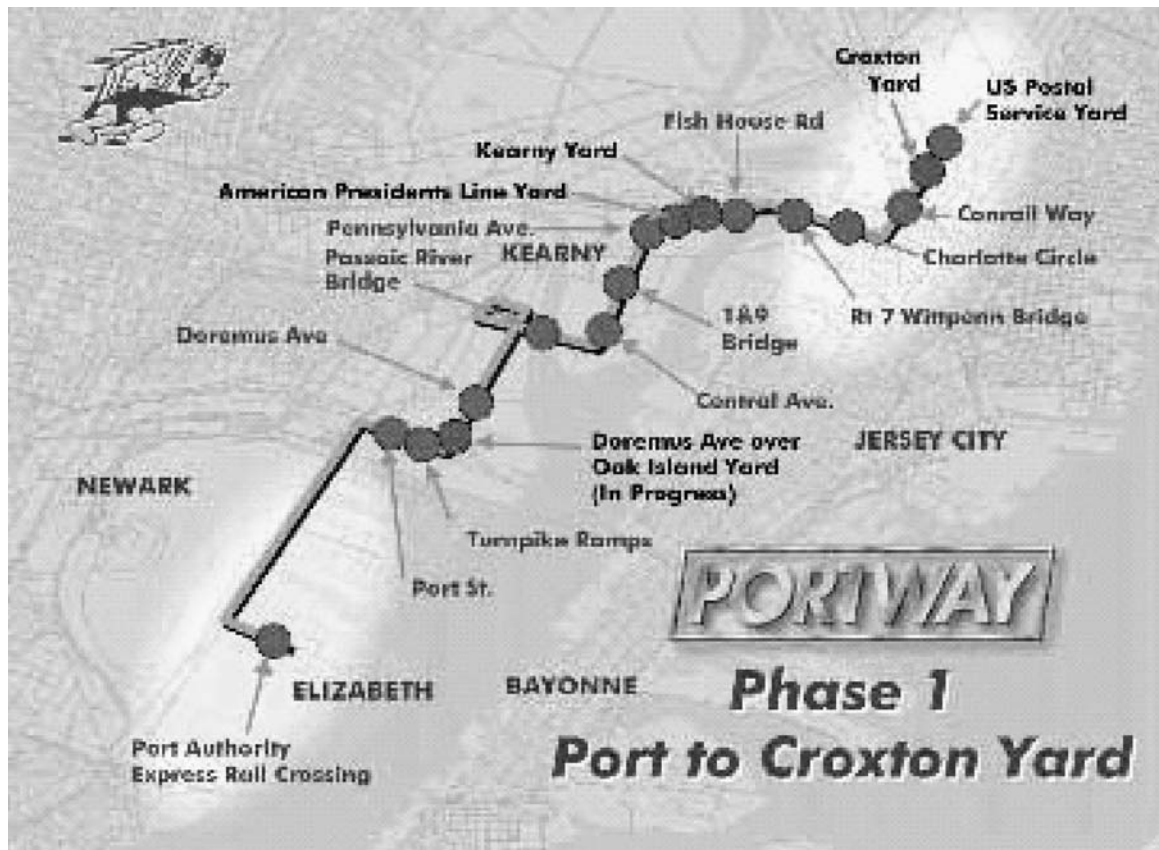 Croxton
Yard
US Postal
Service Yard
Fish House Rd
Kearny Yard
American Presidents Line Yard
Pennsylvania Ave.
KEARNY
Conrail Way
Passaic River
Bridge
Charlotte Circle
1&9
Bridge
Rt 7 Wittpenn Bridge
Doremus Ave
Central Ave.
Doremus Ave over
Oak Island Yard
(In Progress)
JERSEY CITY
NEWARK
Turnpike Ramps
Port St.
PORTWAY
ELIZABETH
BAYONNE
Phase 1
Port to Croxton Yard
Port Authority
Express Rail Crossing